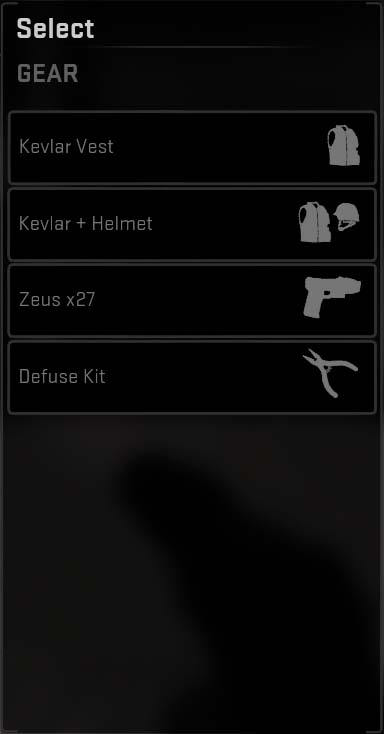 Select
GEAR
Kevlar Vest
Kevlar + Helmet
Zeus x27
Defuse Kit